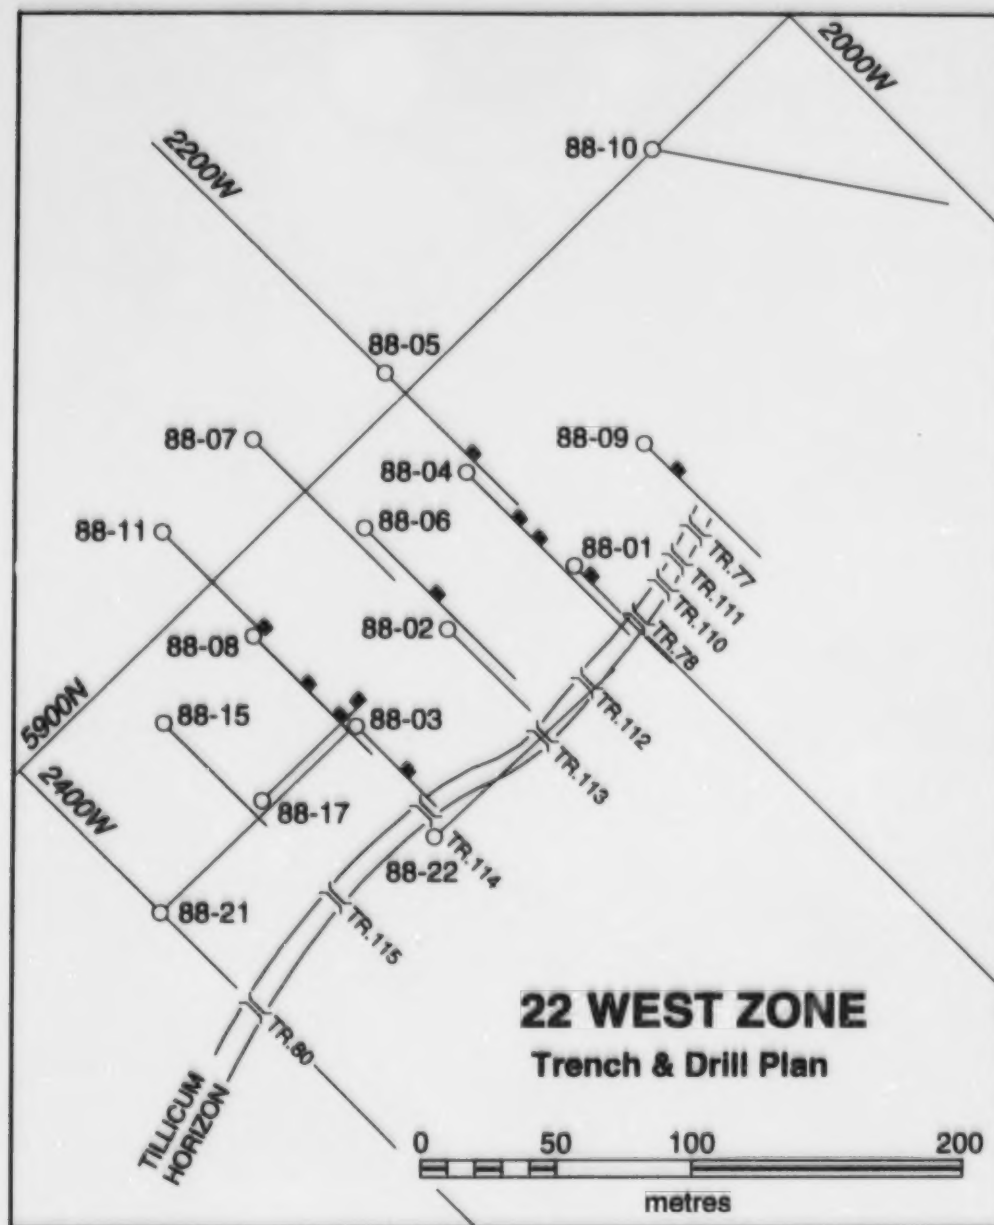 2000W
2200W
88-10
88-05
88-07
88-09
88-04
88-11
88-06
88-01
TR.77
TR.111
TR.110
TR.78
88-02
88-08
5900N
88-15
88-03
TR.112
TR.113
2400W
88-17
88-22
TR.114
88-21
TR.115
22 WEST ZONE
Trench & Drill Plan
TR.80
TILLICUM
HORIZON
0 50 100 200
metres